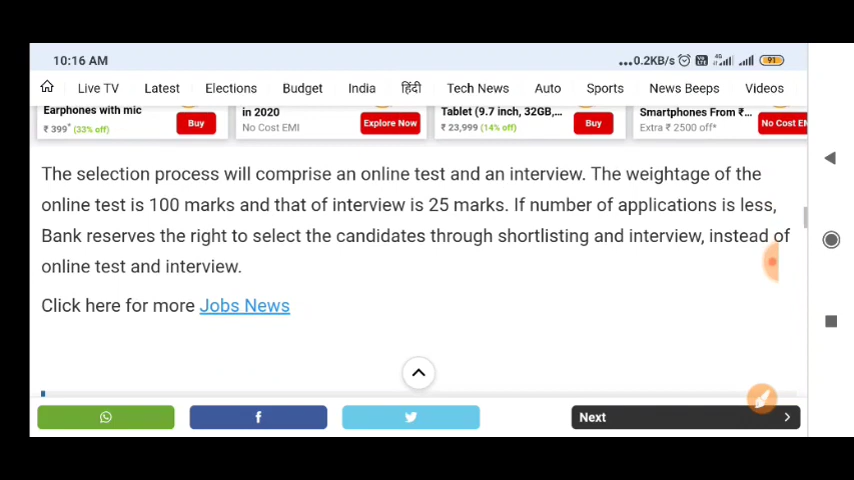 10:16 AM
...0.2KB/s 4G 91
Live TV Latest Elections Budget India हिंदी Tech News Auto Sports News Beeps Videos
Earphones with mic
₹ 399* (33% off)
Buy
in 2020
No Cost EMI
Explore Now
Tablet (9.7 inch, 32GB,...
₹ 23,999 (14% off)
Buy
Smartphones From ₹...
Extra ₹ 2500 off*
No Cost EM
The selection process will comprise an online test and an interview. The weightage of the
online test is 100 marks and that of interview is 25 marks. If number of applications is less,
Bank reserves the right to select the candidates through shortlisting and interview, instead of
online test and interview.
Click here for more Jobs News
Next